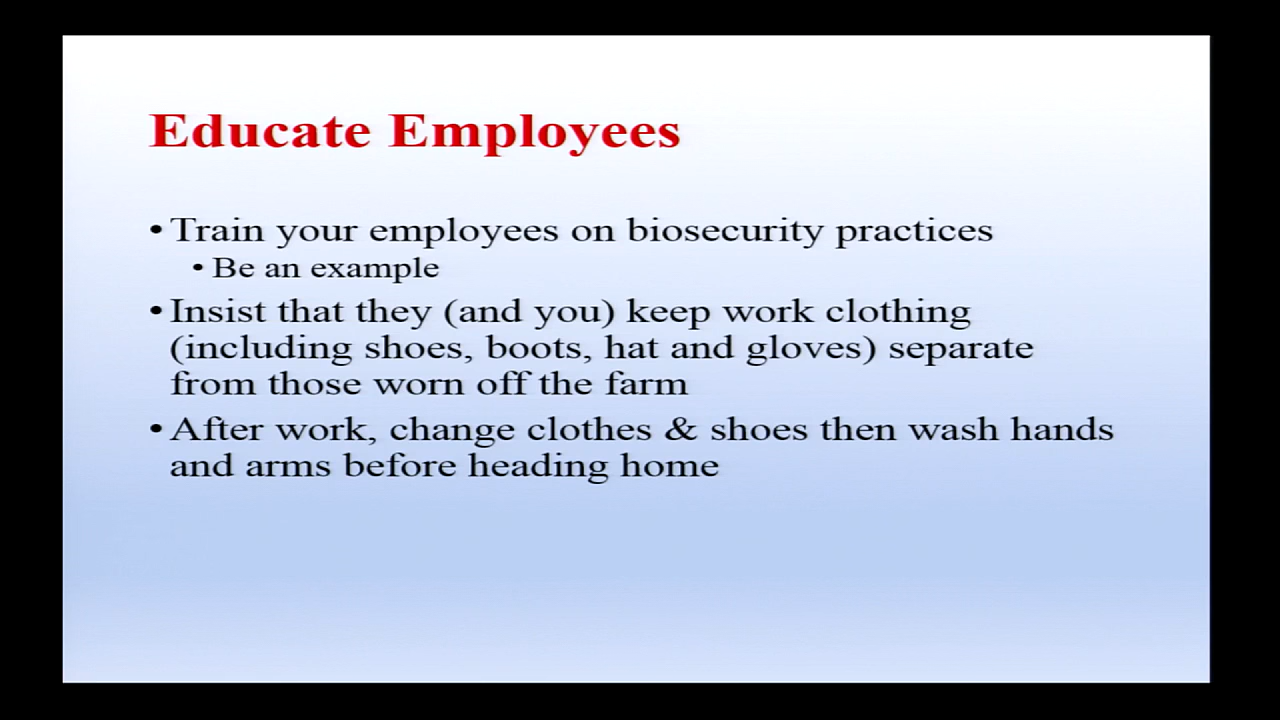 Educate Employees
• Train your employees on biosecurity practices
• Be an example
• Insist that they (and you) keep work clothing
(including shoes, boots, hat and gloves) separate
from those worn off the farm
• After work, change clothes & shoes then wash hands
and arms before heading home